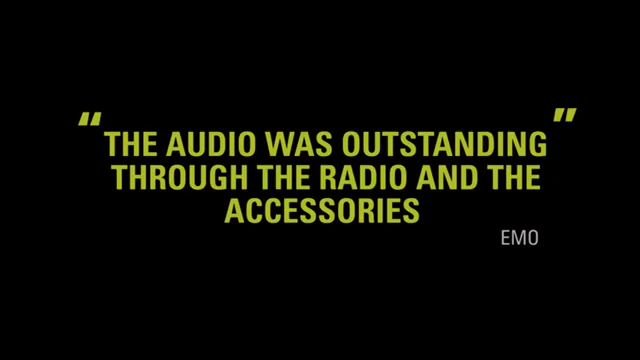 “THE AUDIO WAS OUTSTANDING”
THROUGH THE RADIO AND THE
ACCESSORIES
EMO